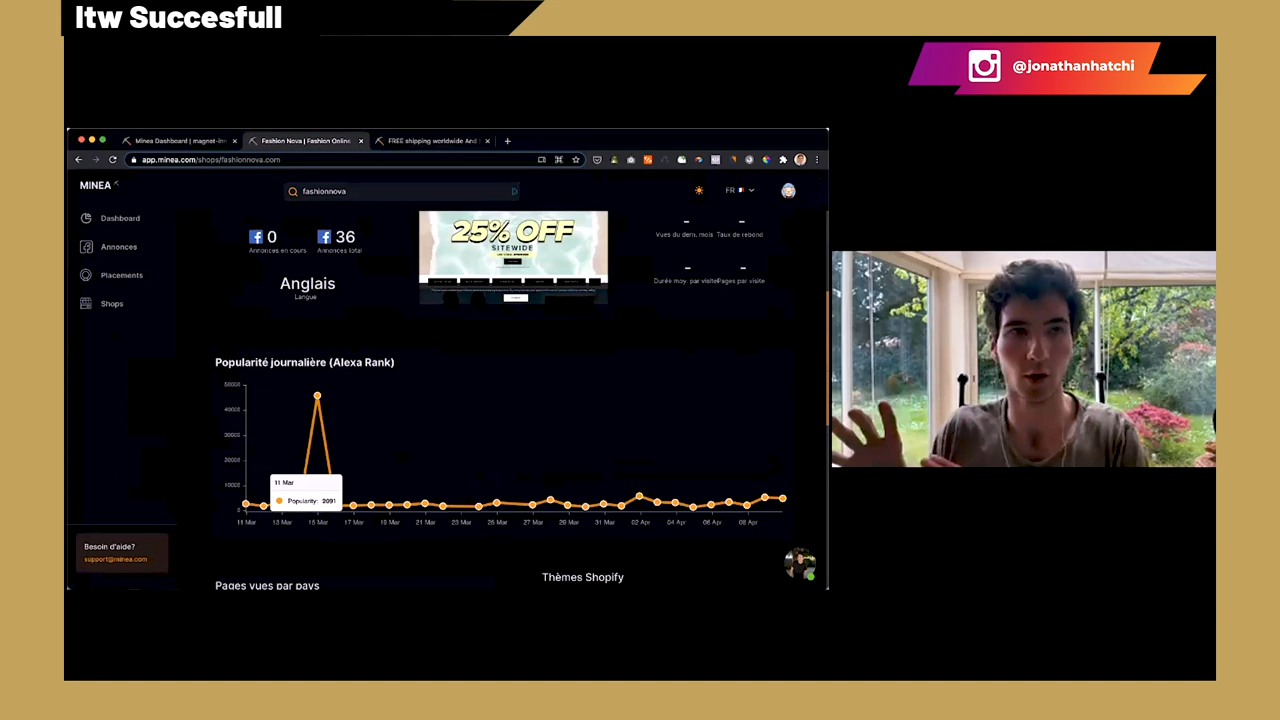 Itw Succesfull
@jonathanhatchi
Minea Dashboard | magnet-inn
Fashion Nova | Fashion Online
FREE shipping worldwide And
app.minea.com/shops/fashionnova.com
MINEA
fashionnova
FR
Dashboard
Annonces
Placements
Shops
0
Annonces en cours
36
Annonces total
Anglais
Langue
25% OFF
SITEWIDE
Vues du dern. mois
Taux de rebond
Durée moy. par visite
Pages par visite
Popularité journalière (Alexa Rank)
50000
40000
30000
20000
10000
0
11 Mar
Popularity: 2091
11 Mar 13 Mar 15 Mar 17 Mar 19 Mar 21 Mar 23 Mar 25 Mar 27 Mar 29 Mar 31 Mar 02 Apr 04 Apr 06 Apr 08 Apr
Besoin d'aide?
support@minea.com
Pages vues par pays
Thèmes Shopify